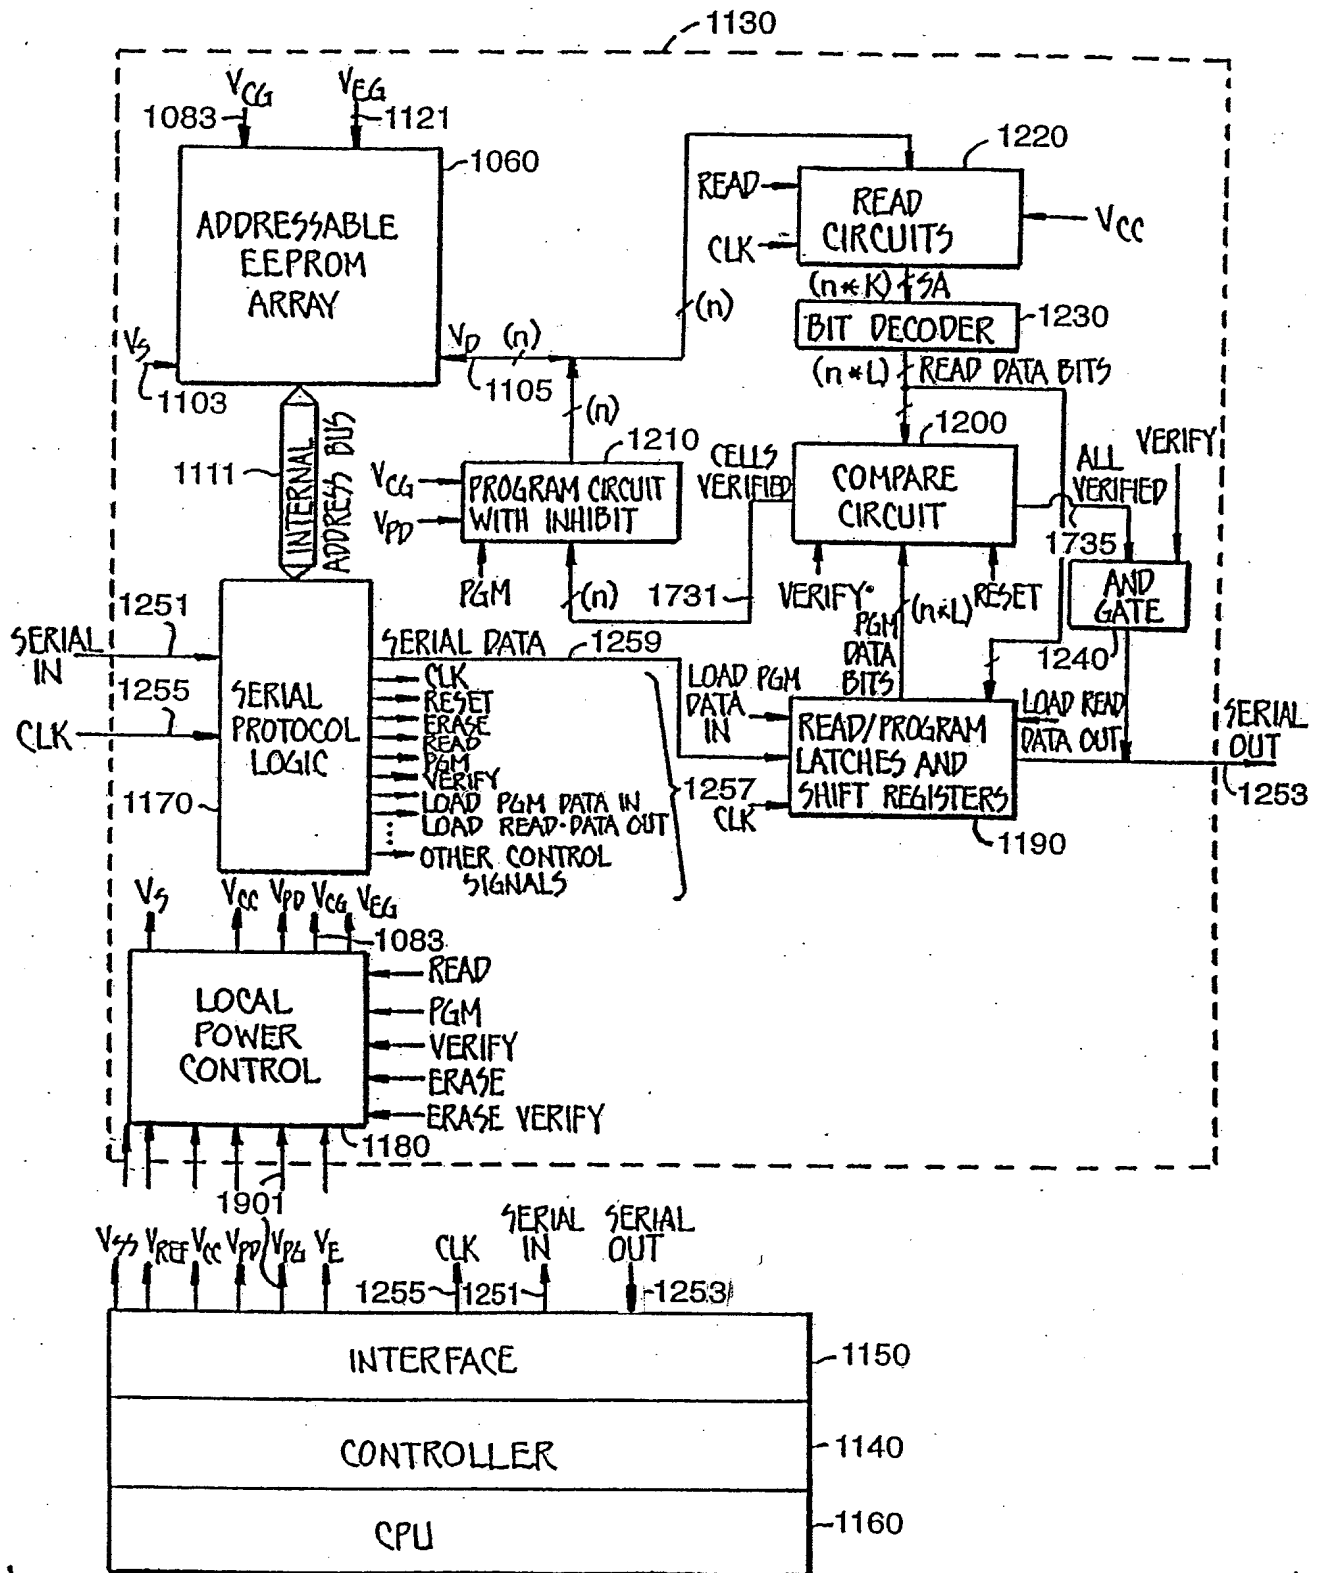 1130
VCG
VEG
1083
1121
1060
ADDRESSABLE
EEPROM
ARRAY
VS
1103
VD
(n)
1105
(n)
1220
READ
CLK
READ
CIRCUITS
VCC
(n*K)
SA
BIT DECODER
1230
(n*L)
READ DATA BITS
1111
INTERNAL
ADDRESS BUS
(n)
1210
VCG
VPD
PROGRAM CIRCUIT
WITH INHIBIT
PGM
(n)
CELLS
VERIFIED
1731
1200
COMPARE
CIRCUIT
VERIFY
RESET
ALL
VERIFIED
VERIFY
1735
AND
GATE
1240
(n*L)
PGM
DATA
BITS
1251
SERIAL
IN
1255
CLK
SERIAL
PROTOCOL
LOGIC
1170
SERIAL DATA
1259
CLK
RESET
ERASE
READ
PGM
VERIFY
LOAD PGM DATA IN
LOAD READ DATA OUT
OTHER CONTROL
SIGNALS
LOAD PGM
DATA
IN
1257
CLK
READ/PROGRAM
LATCHES AND
SHIFT REGISTERS
1190
LOAD READ
DATA OUT
SERIAL
OUT
1253
VS
VCC
VPD
VCG
VEG
1083
LOCAL
POWER
CONTROL
READ
PGM
VERIFY
ERASE
ERASE VERIFY
1180
1901
VSS
VREF
VCC
VPD
VPG
VE
CLK
SERIAL
IN
SERIAL
OUT
1255
1251
1253
INTERFACE
1150
CONTROLLER
1140
CPU
1160